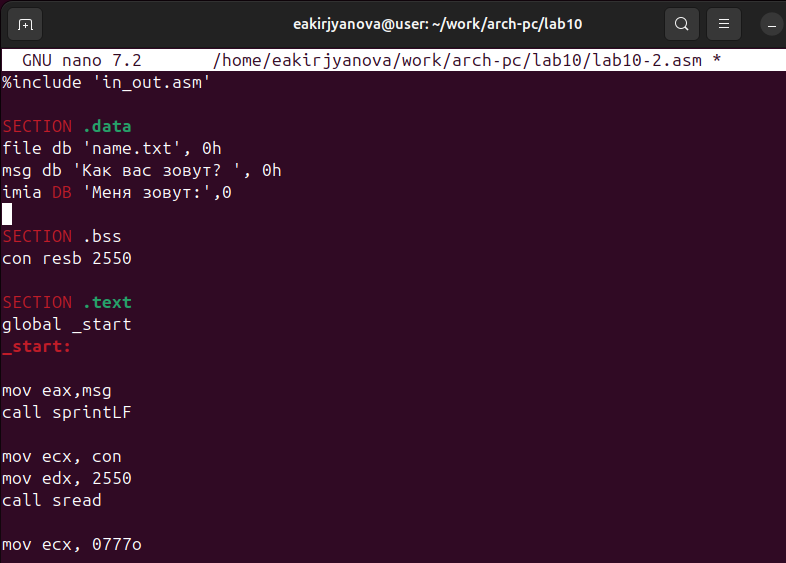 eakirjyanova@user: ~/work/arch-pc/lab10
GNU nano 7.2 /home/eakirjyanova/work/arch-pc/lab10/lab10-2.asm *
%include 'in_out.asm'
SECTION .data
file db 'name.txt', 0h
msg db 'Как вас зовут? ', 0h
imia DB 'Меня зовут:',0
SECTION .bss
con resb 2550
SECTION .text
global _start
_start:
mov eax,msg
call sprintLF
mov ecx, con
mov edx, 2550
call sread
mov ecx, 0777o